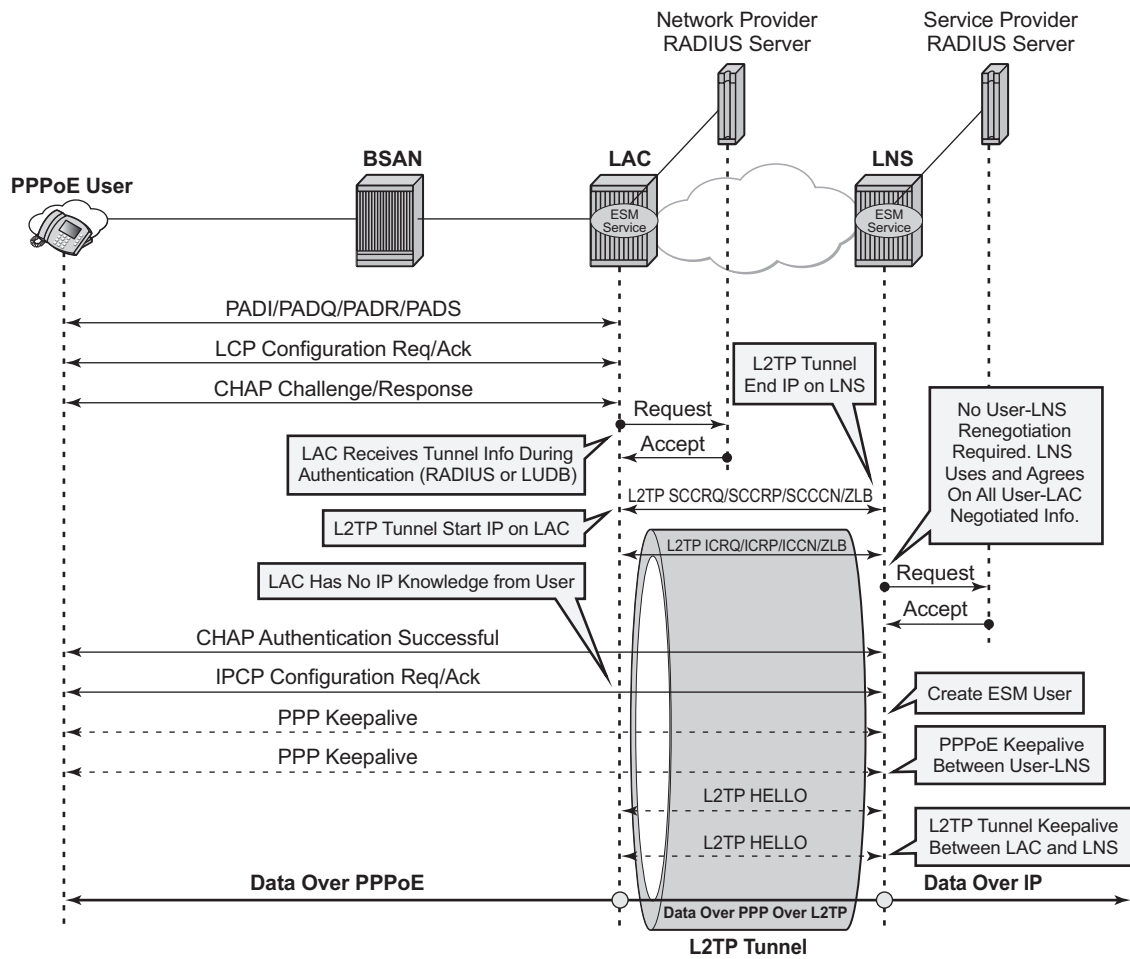 Network Provider
RADIUS Server
Service Provider
RADIUS Server
BSAN
LAC
LNS
PPPoE User
ESM
Service
ESM
Service
PADI/PADQ/PADR/PADS
LCP Configuration Req/Ack
L2TP Tunnel
End IP on LNS
CHAP Challenge/Response
Request
No User-LNS
Renegotiation
Required. LNS
Uses and Agrees
On All User-LAC
Negotiated Info.
Accept
LAC Receives Tunnel Info During
Authentication (RADIUS or LUDB)
L2TP SCCRQ/SCCRP/SCCCN/ZLB
L2TP Tunnel Start IP on LAC
L2TP ICRQ/ICRP/ICCN/ZLB
LAC Has No IP Knowledge from User
Request
Accept
CHAP Authentication Successful
IPCP Configuration Req/Ack
Create ESM User
PPP Keepalive
PPPoE Keepalive
Between User-LNS
PPP Keepalive
L2TP HELLO
L2TP Tunnel Keepalive
Between LAC and LNS
L2TP HELLO
Data Over PPPoE
Data Over IP
Data Over PPP Over L2TP
L2TP Tunnel